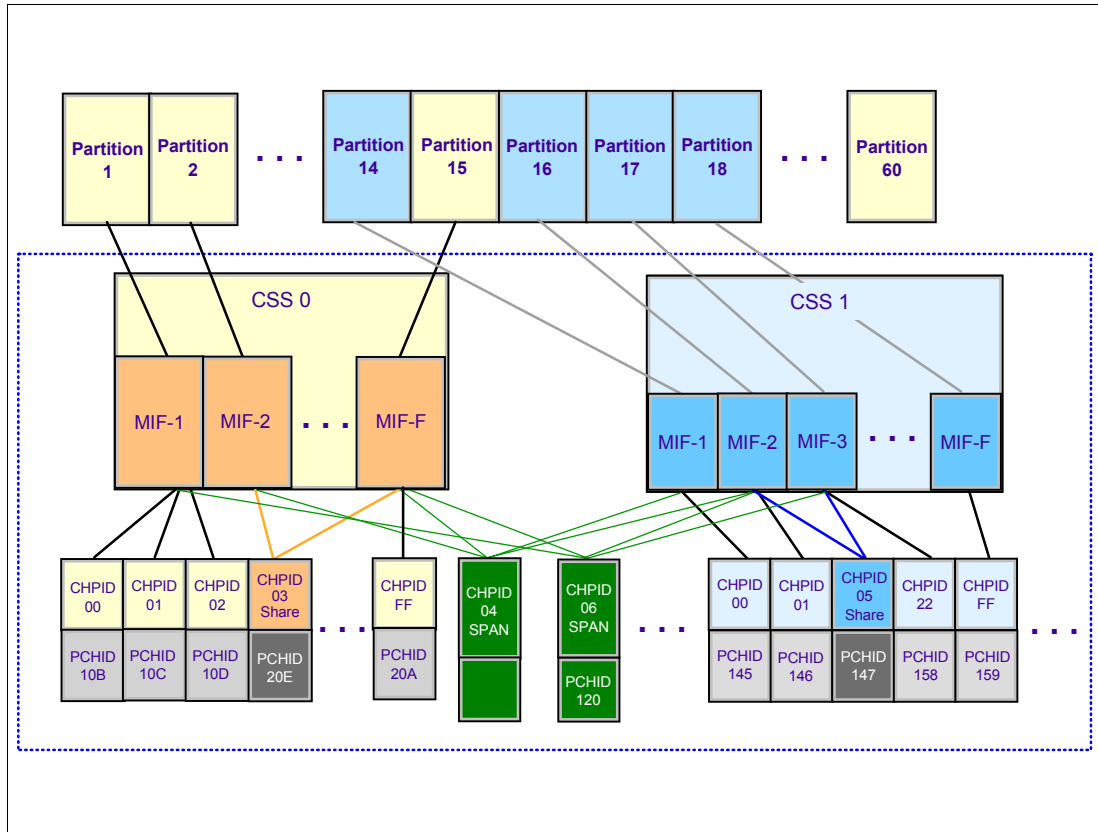 Partition
1
Partition
2
. . .
Partition
14
Partition
15
Partition
16
Partition
17
Partition
18
. . .
Partition
60
CSS 0
CSS 1
MIF-1
MIF-2
. . .
MIF-F
MIF-1
MIF-2
MIF-3
. . .
MIF-F
CHPID
00
CHPID
01
CHPID
02
CHPID
03
Share
. . .
CHPID
FF
CHPID
04
SPAN
CHPID
06
SPAN
. . .
CHPID
00
CHPID
01
CHPID
05
Share
CHPID
22
CHPID
FF
. . .
PCHID
10B
PCHID
10C
PCHID
10D
PCHID
20E
PCHID
20A
PCHID
120
PCHID
145
PCHID
146
PCHID
147
PCHID
158
PCHID
159